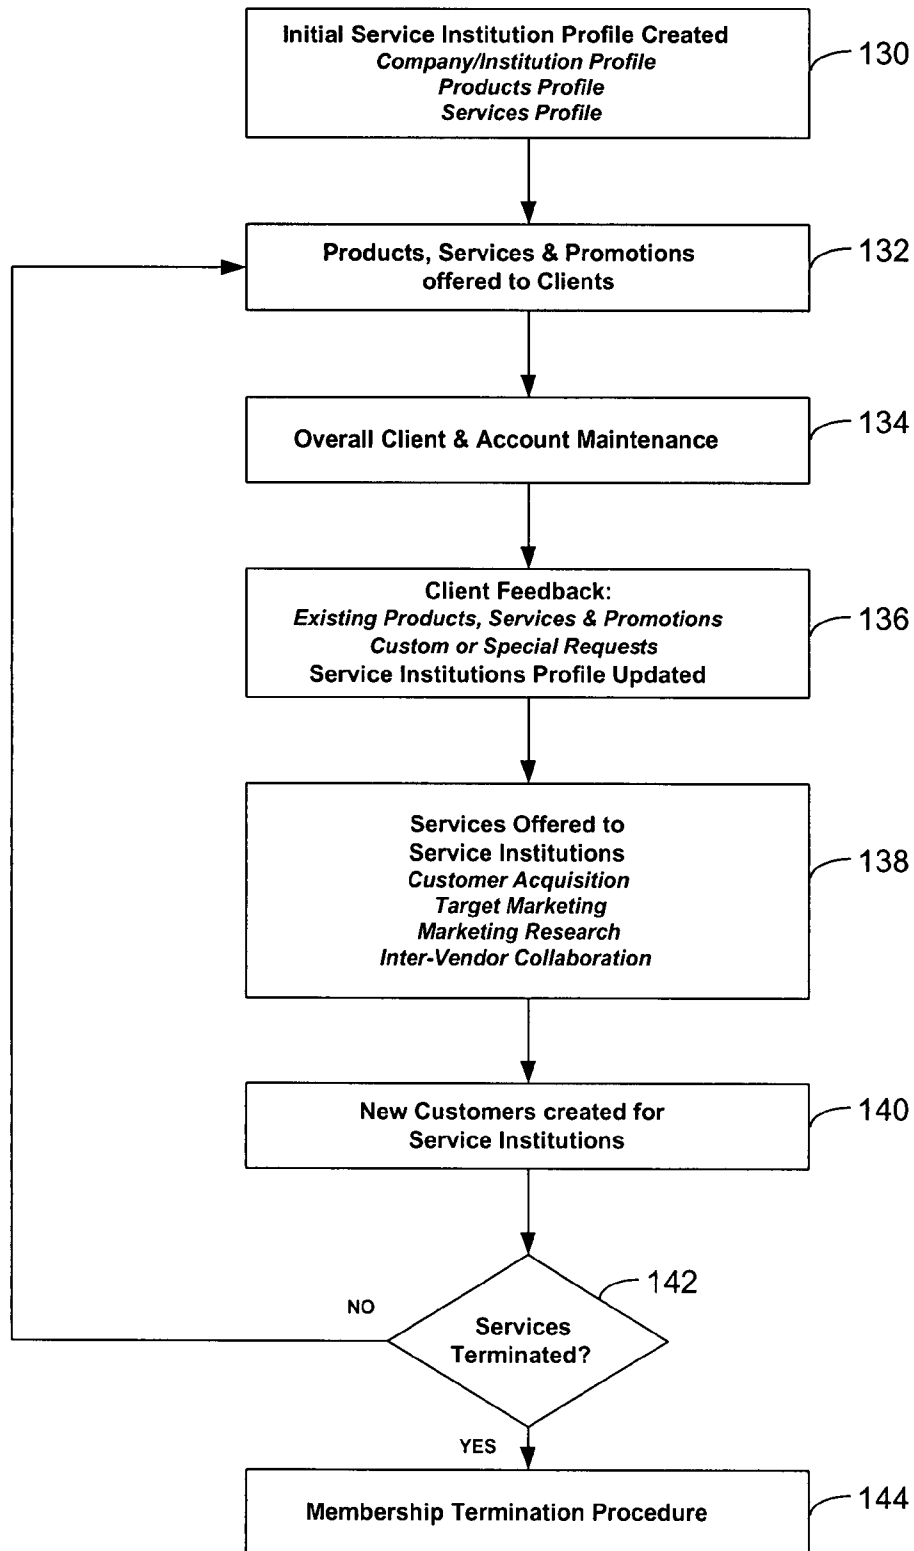 Initial Service Institution Profile Created
Company/Institution Profile
Products Profile
Services Profile
130
Products, Services & Promotions
offered to Clients
132
Overall Client & Account Maintenance
134
Client Feedback:
Existing Products, Services & Promotions
Custom or Special Requests
Service Institutions Profile Updated
136
Services Offered to
Service Institutions
Customer Acquisition
Target Marketing
Marketing Research
Inter-Vendor Collaboration
138
New Customers created for
Service Institutions
140
142
NO
Services
Terminated?
YES
Membership Termination Procedure
144